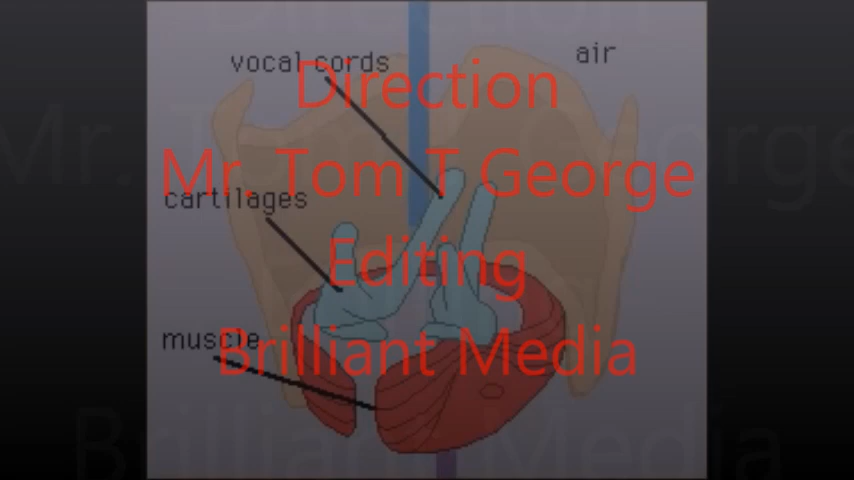 Direction
vocal cords
air
Mr. Tom T George
cartilages
Editing
muscle
Brilliant Media